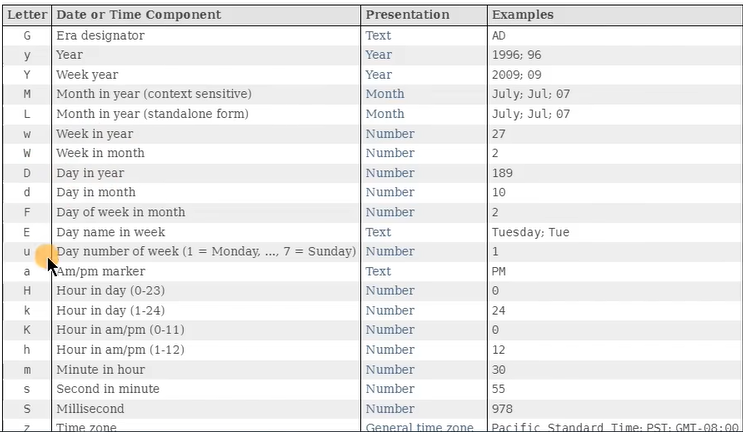 Letter Date or Time Component Presentation Examples
G Era designator Text AD
y Year Year 1996; 96
Y Week year Year 2009; 09
M Month in year (context sensitive) Month July; Jul; 07
L Month in year (standalone form) Month July; Jul; 07
w Week in year Number 27
W Week in month Number 2
D Day in year Number 189
d Day in month Number 10
F Day of week in month Number 2
E Day name in week Text Tuesday; Tue
u Day number of week (1 = Monday, ..., 7 = Sunday) Number 1
a Am/pm marker Text PM
H Hour in day (0-23) Number 0
k Hour in day (1-24) Number 24
K Hour in am/pm (0-11) Number 0
h Hour in am/pm (1-12) Number 12
m Minute in hour Number 30
s Second in minute Number 55
S Millisecond Number 978
z Time zone General time zone Pacific Standard Time; PST; GMT-08:00